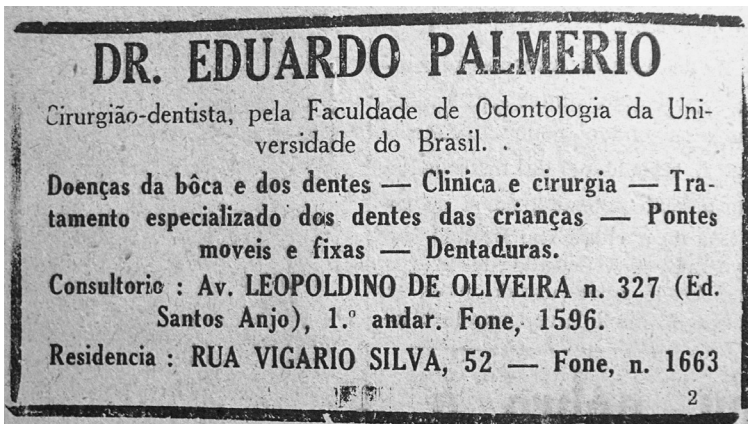 DR. EDUARDO PALMERIO
Cirurgião-dentista, pela Faculdade de Odontologia da Uni-
versidade do Brasil. .
Doenças da bôca e dos dentes — Clinica e cirurgia — Tra-
tamento especializado dos dentes das crianças — Pontes
moveis e fixas — Dentaduras.
Consultorio : Av. LEOPOLDINO DE OLIVEIRA n. 327 (Ed.
Santos Anjo), 1.º andar. Fone, 1596.
Residencia : RUA VIGARIO SILVA, 52 — Fone, n. 1663
2